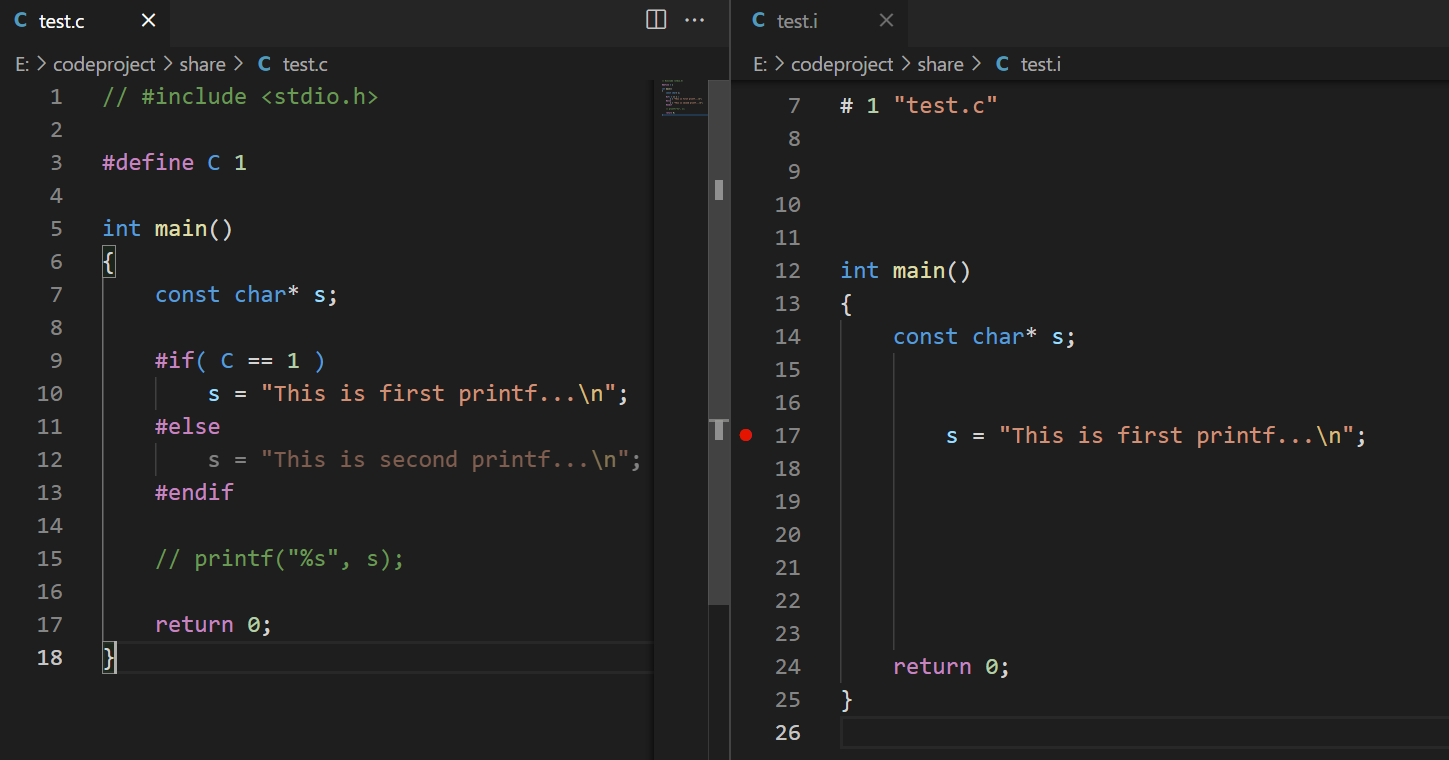 C test.c ×
E: > codeproject > share > C test.c
1 // #include <stdio.h>
2
3 #define C 1
4
5 int main()
6 {
7 const char* s;
8
9 #if( C == 1 )
10 s = "This is first printf...\n";
11 #else
12 s = "This is second printf...\n";
13 #endif
14
15 // printf("%s", s);
16
17 return 0;
18 }
C test.i ×
E: > codeproject > share > C test.i
7 # 1 "test.c"
8
9
10
11
12 int main()
13 {
14 const char* s;
15
16
17 s = "This is first printf...\n";
18
19
20
21
22
23
24 return 0;
25 }
26